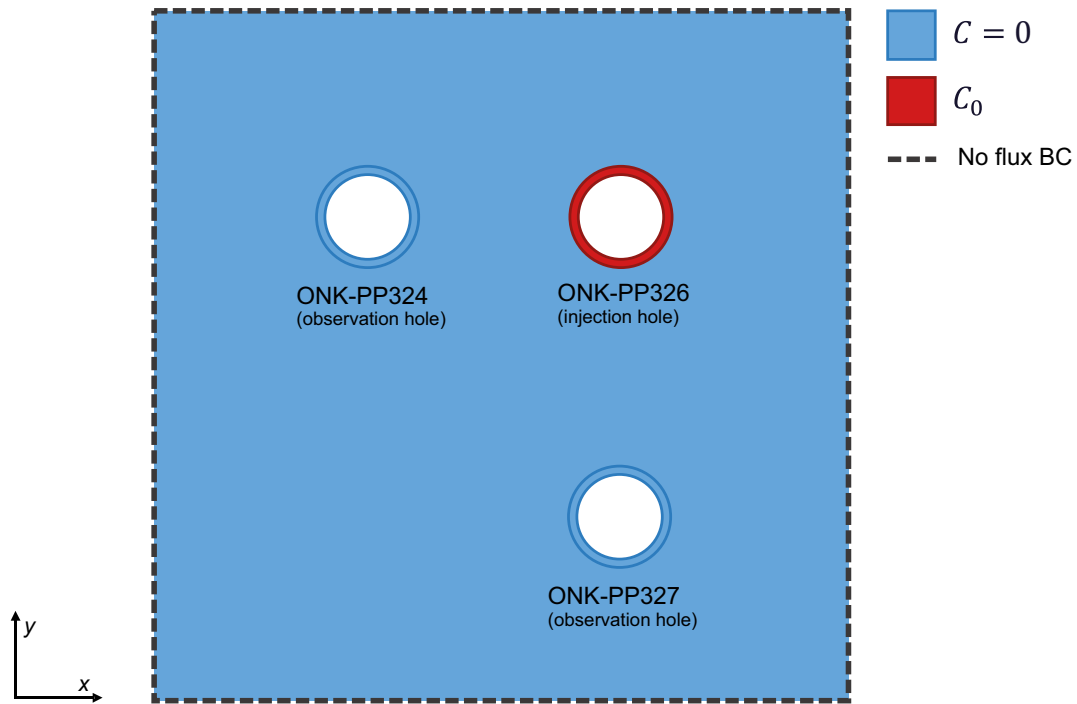 C = 0
C₀
No flux BC
ONK-PP324
(observation hole)
ONK-PP326
(injection hole)
ONK-PP327
(observation hole)
y
x